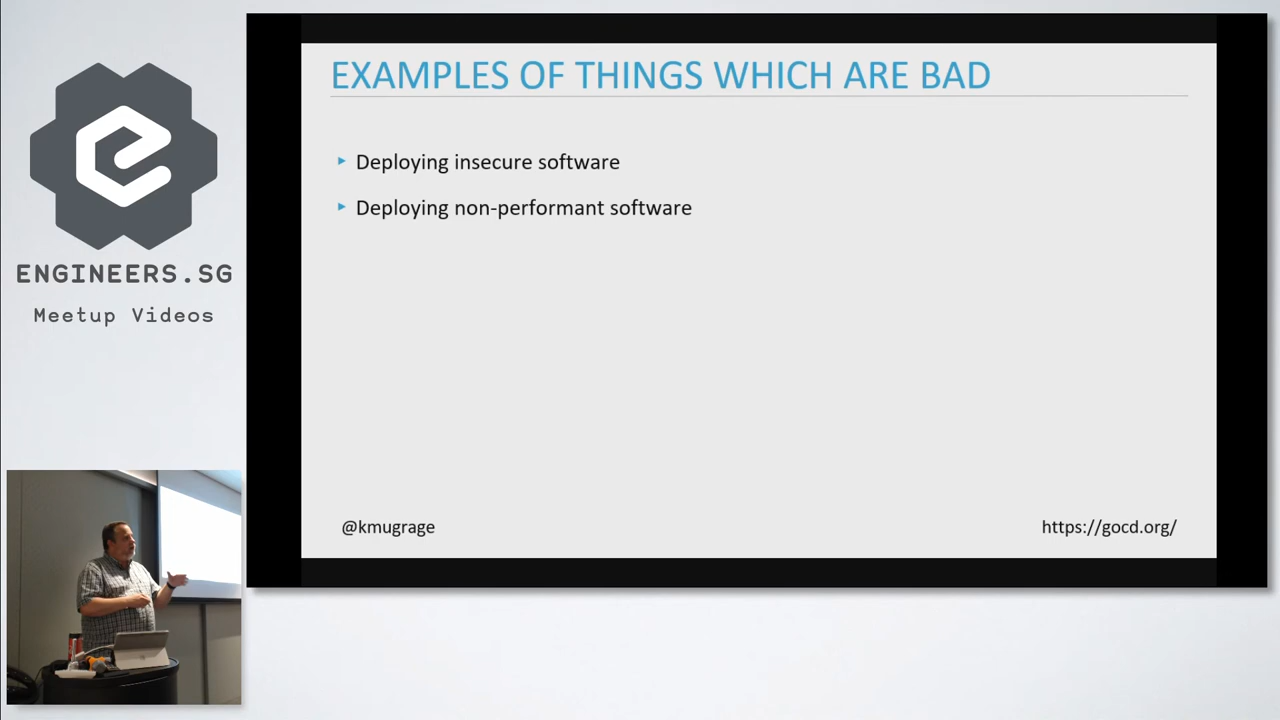 ENGINEERS.SG
Meetup Videos
EXAMPLES OF THINGS WHICH ARE BAD
Deploying insecure software
Deploying non-performant software
@kmugrage
https://gocd.org/